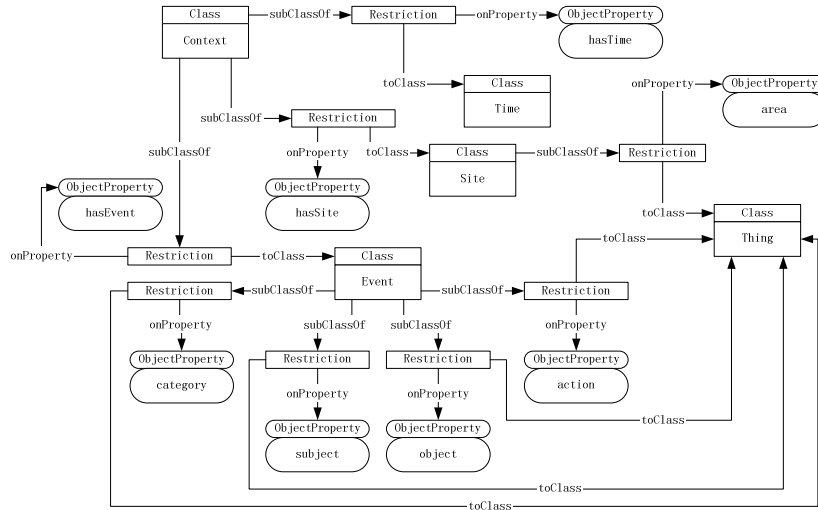 Class
subClassOf
Restriction
onProperty
ObjectProperty
Context
hasTime
toClass
Class
Time
onProperty
ObjectProperty
area
subClassOf
Restriction
subClassOf
onProperty
toClass
Class
subClassOf
Restriction
Site
ObjectProperty
hasEvent
ObjectProperty
hasSite
toClass
Class
Thing
onProperty
Restriction
toClass
Class
Event
toClass
Restriction
subClassOf
subClassOf
Restriction
onProperty
subClassOf
subClassOf
onProperty
ObjectProperty
category
Restriction
Restriction
ObjectProperty
action
onProperty
onProperty
toClass
ObjectProperty
subject
ObjectProperty
object
toClass
toClass